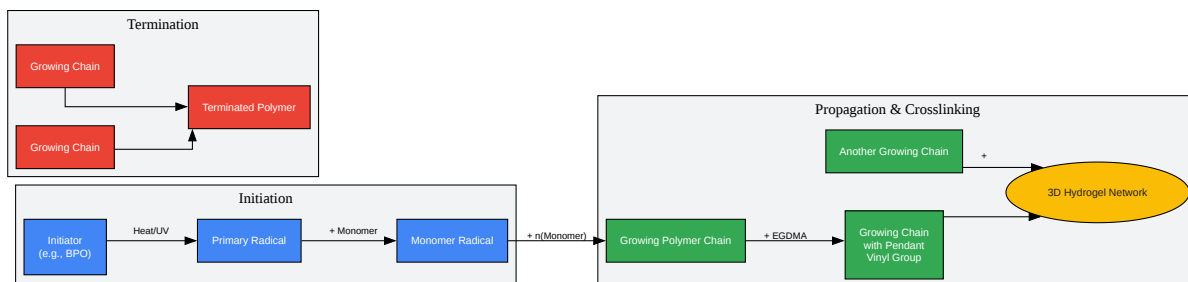 Termination
Growing Chain
Terminated Polymer
Growing Chain
Initiation
Initiator
(e.g., BPO)
Heat/UV
Primary Radical
+ Monomer
Monomer Radical
+ n(Monomer)
Propagation & Crosslinking
Another Growing Chain
+
3D Hydrogel Network
Growing Polymer Chain
+ EGDMA
Growing Chain
with Pendant
Vinyl Group